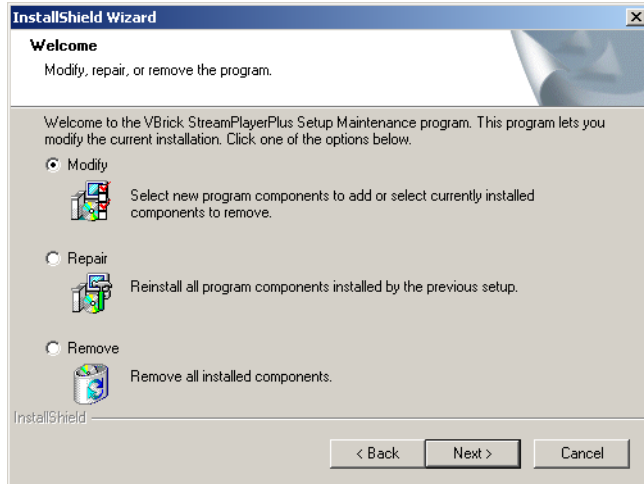 InstallShield Wizard
Welcome
Modify, repair, or remove the program.
Welcome to the VBrick StreamPlayerPlus Setup Maintenance program. This program lets you
modify the current installation. Click one of the options below.
Modify
Select new program components to add or select currently installed
components to remove.
Repair
Reinstall all program components installed by the previous setup.
Remove
Remove all installed components.
InstallShield
< Back Next > Cancel